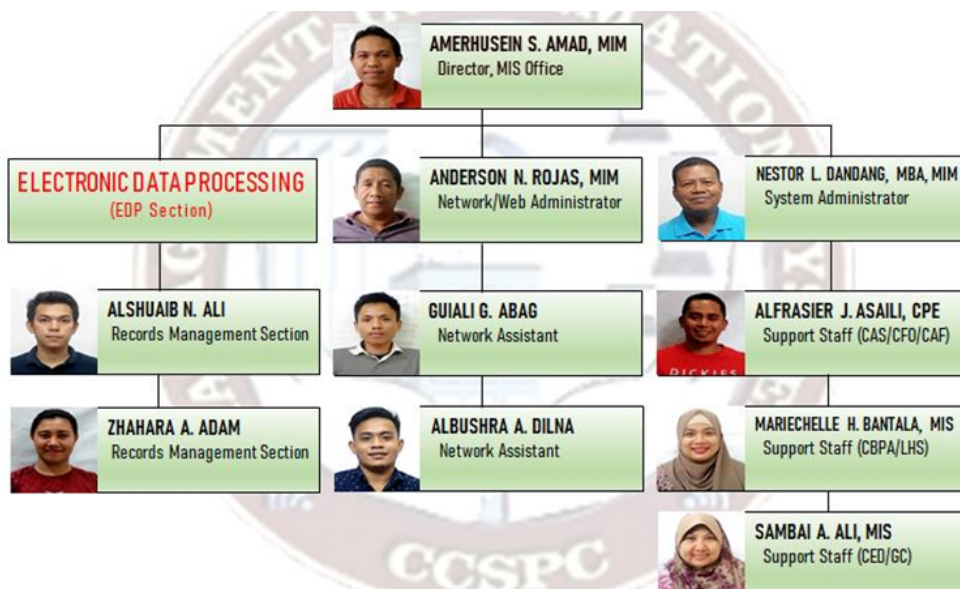 AMERHUSEIN S. AMAD, MIM
Director, MIS Office
ELECTRONIC DATA PROCESSING
(EDP Section)
ANDERSON N. ROJAS, MIM
Network/Web Administrator
NESTOR L. DANDANG, MBA, MIM
System Administrator
ALSHUAIB N. ALI
Records Management Section
GUIALI G. ABAG
Network Assistant
ALFRASIER J. ASAILI, CPE
Support Staff (CAS/CFO/CAF)
DICKIES
ZHAHARA A. ADAM
Records Management Section
ALBUSHRA A. DILNA
Network Assistant
MARIECHELLE H. BANTALA, MIS
Support Staff (CBPA/LHS)
SAMBAI A. ALI, MIS
Support Staff (CED/GC)
CCSPC